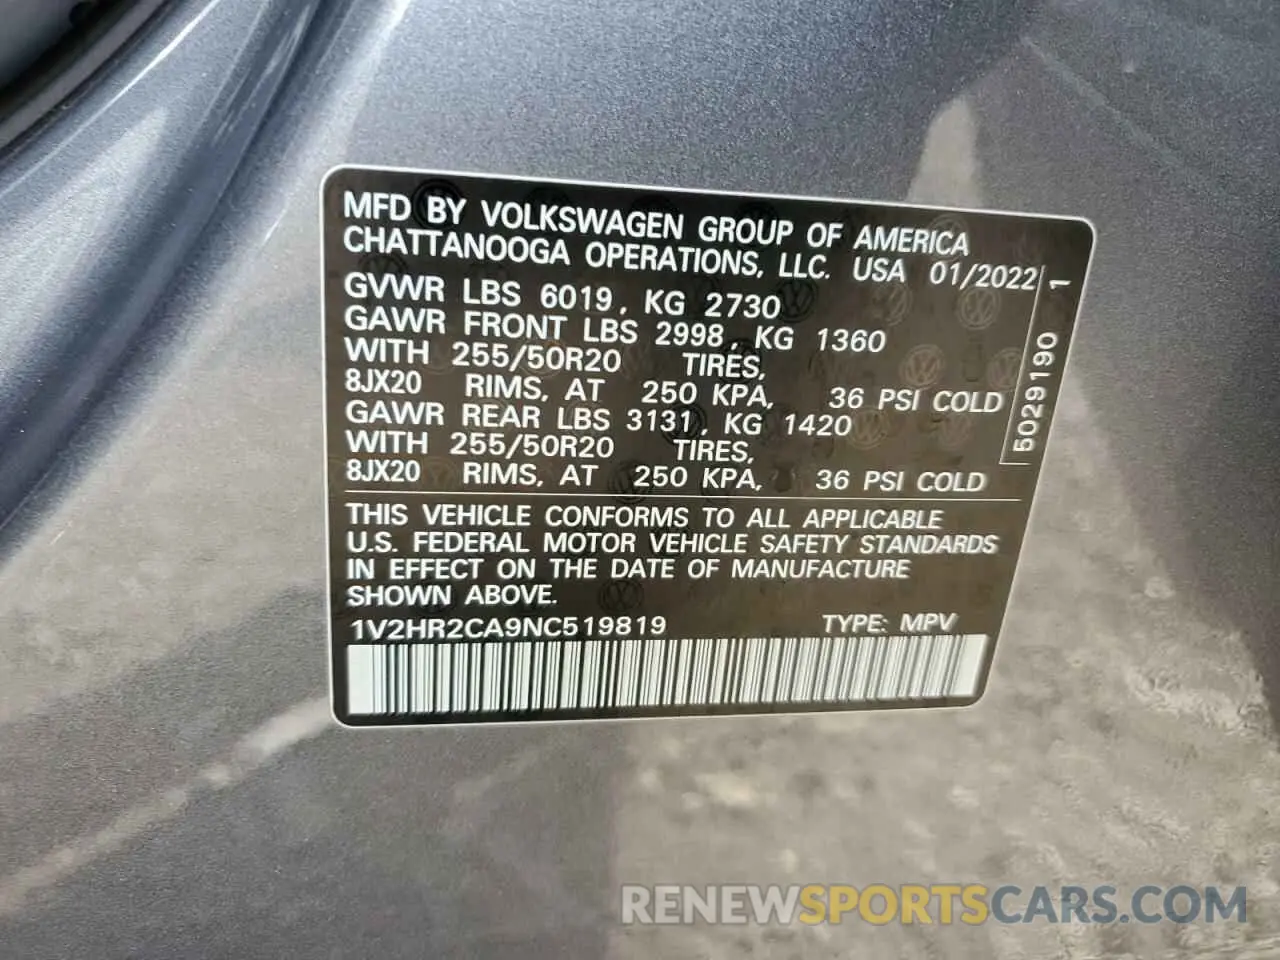 MFD BY VOLKSWAGEN GROUP OF AMERICA
CHATTANOOGA OPERATIONS, LLC. USA 01/2022
GVWR LBS 6019, KG 2730
GAWR FRONT LBS 2998, KG 1360
WITH 255/50R20 TIRES,
8JX20 RIMS, AT 250 KPA, 36 PSI COLD
GAWR REAR LBS 3131, KG 1420
WITH 255/50R20 TIRES,
8JX20 RIMS, AT 250 KPA, 36 PSI COLD
5029190 1
THIS VEHICLE CONFORMS TO ALL APPLICABLE
U.S. FEDERAL MOTOR VEHICLE SAFETY STANDARDS
IN EFFECT ON THE DATE OF MANUFACTURE
SHOWN ABOVE.
1V2HR2CA9NC519819 TYPE: MPV
RENEWSPORTSCARS.COM